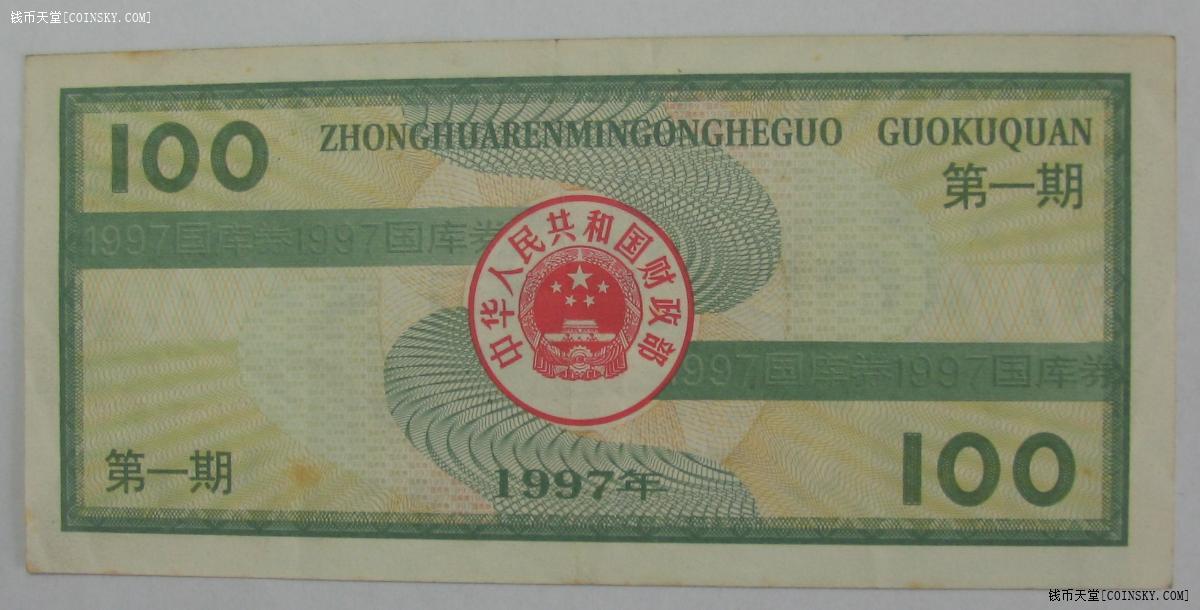 钱币天堂[COINSKY.COM]
100
ZHONGHUARENMINGONGHEGUO GUOKUQUAN
第一期
1997国库券1997国库券
中华人民共和国财政部
1997国库券1997国库券
第一期
1997年
100
钱币天堂[COINSKY.COM]